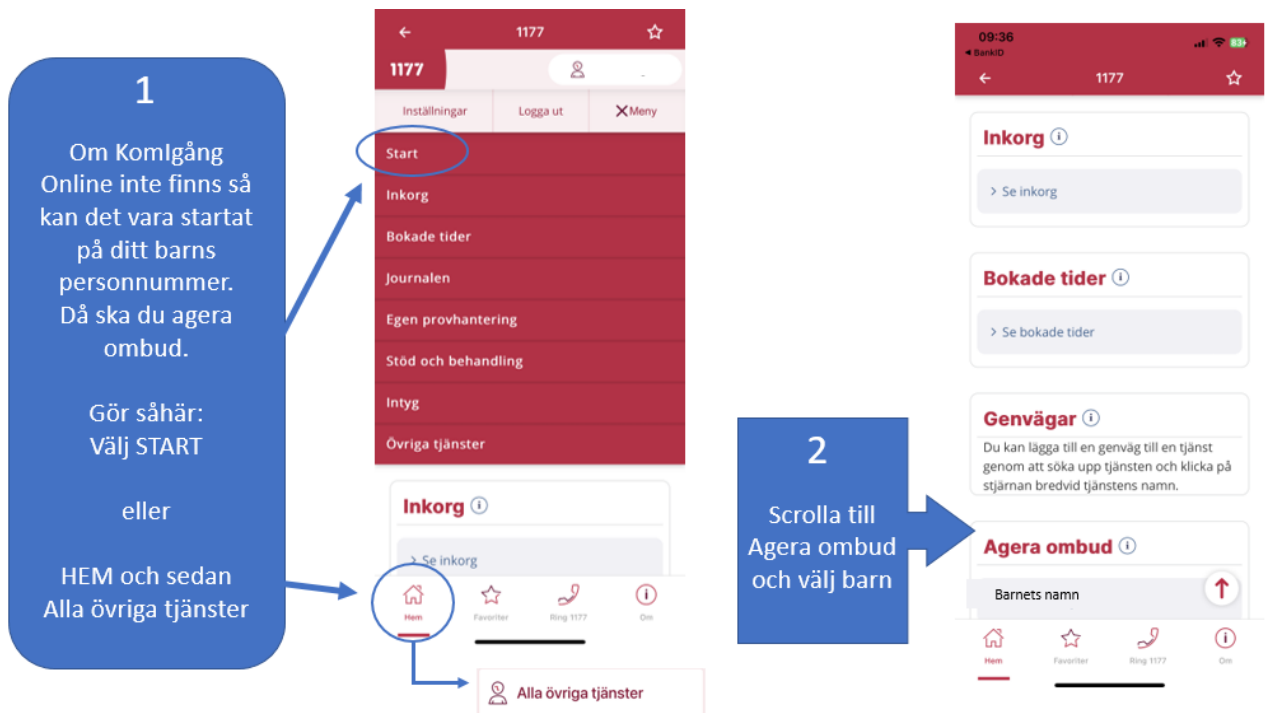 1
Om KomIgång
Online inte finns så
kan det vara startat
på ditt barns
personnummer.
Då ska du agera
ombud.
Gör såhär:
Välj START
eller
HEM och sedan
Alla övriga tjänster
1177
1177
Inställningar
Logga ut
Meny
Start
Inkorg
Bokade tider
Journalen
Egen provhantering
Stöd och behandling
Intyg
Övriga tjänster
Inkorg
> Se inkorg
Hem
Favoriter
Ring 1177
Om
Alla övriga tjänster
2
Scrolla till
Agera ombud
och välj barn
09:36
83
◀ BankID
1177
Inkorg
> Se inkorg
Bokade tider
> Se bokade tider
Genvägar
Du kan lägga till en genväg till en tjänst
genom att söka upp tjänsten och klicka på
stjärnan bredvid tjänstens namn.
Agera ombud
Barnets namn
Hem
Favoriter
Ring 1177
Om